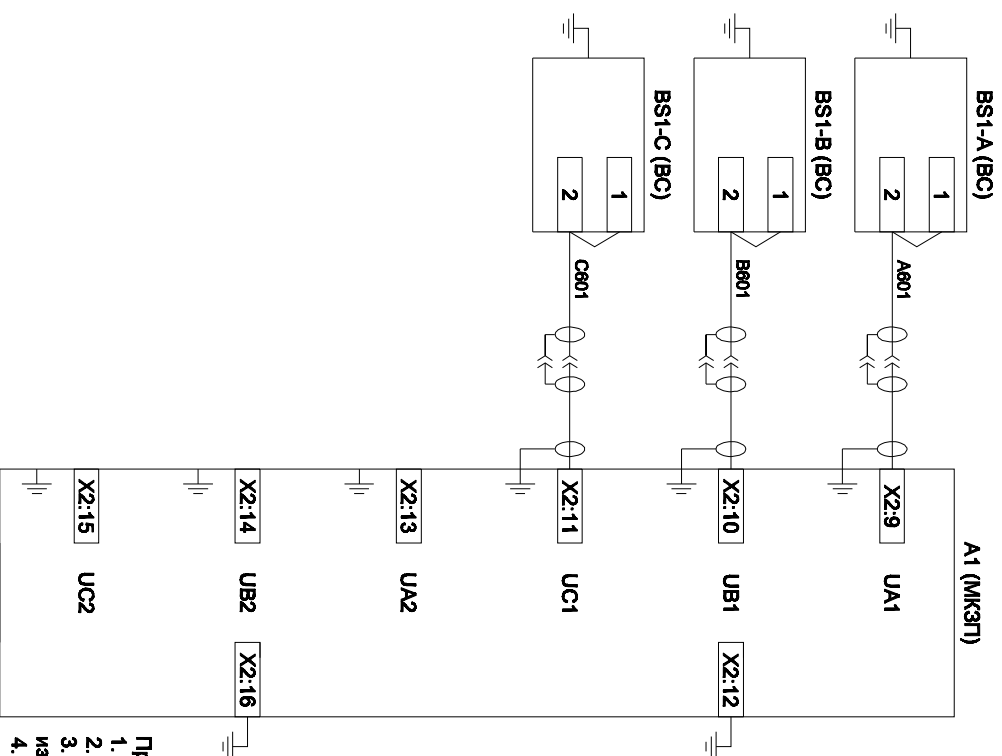 BS1-A (ВС)
1
2
A601
BS1-B (ВС)
1
2
B601
BS1-C (ВС)
1
2
C601
A1 (МКЗП)
X2:9
UA1
X2:10
UB1
X2:12
X2:11
UC1
X2:13
UA2
X2:14
UB2
X2:16
X2:15
UC2
1.
2.
3.
4.